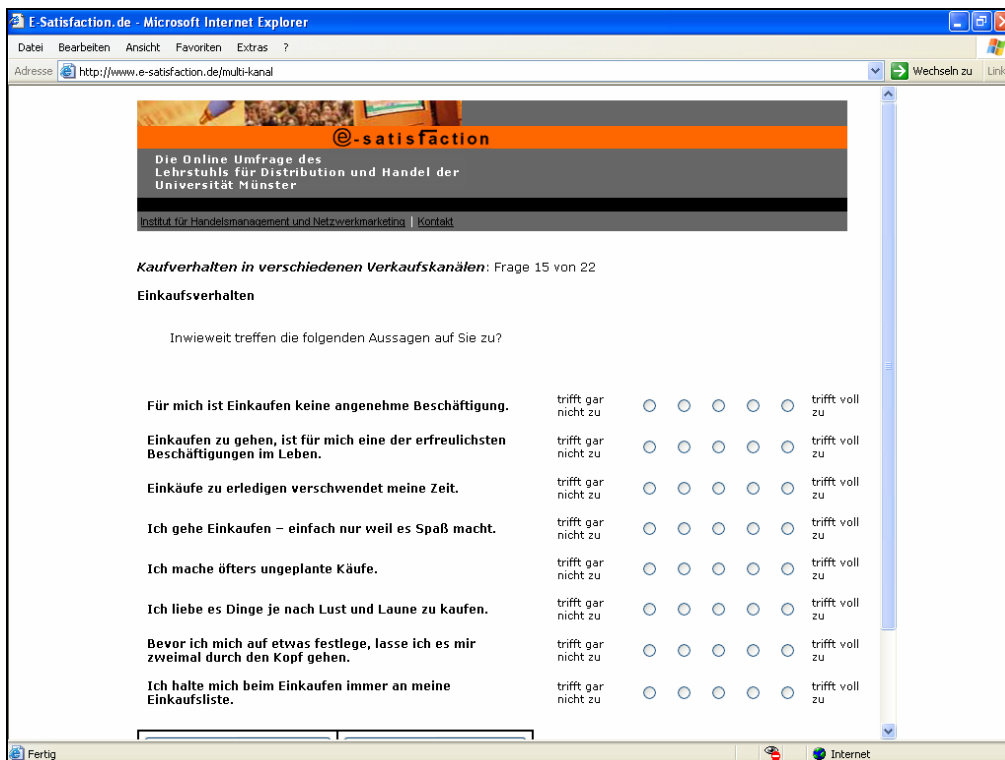 E-Satisfaction.de - Microsoft Internet Explorer
Datei Bearbeiten Ansicht Favoriten Extras ?
Adresse http://www.e-satisfaction.de/multi-kanal Wechseln zu Link
e-satisfaction
Die Online Umfrage des
Lehrstuhls für Distribution und Handel der
Universität Münster
Institut für Handelsmanagement und Netzwerkmarketing | Kontakt
Kaufverhalten in verschiedenen Verkaufskanälen: Frage 15 von 22
Einkaufsverhalten
Inwieweit treffen die folgenden Aussagen auf Sie zu?
Für mich ist Einkaufen keine angenehme Beschäftigung.
trifft gar
nicht zu
trifft voll
zu
Einkaufen zu gehen, ist für mich eine der erfreulichsten
Beschäftigungen im Leben.
trifft gar
nicht zu
trifft voll
zu
Einkäufe zu erledigen verschwendet meine Zeit.
trifft gar
nicht zu
trifft voll
zu
Ich gehe Einkaufen – einfach nur weil es Spaß macht.
trifft gar
nicht zu
trifft voll
zu
Ich mache öfters ungeplante Käufe.
trifft gar
nicht zu
trifft voll
zu
Ich liebe es Dinge je nach Lust und Laune zu kaufen.
trifft gar
nicht zu
trifft voll
zu
Bevor ich mich auf etwas festlege, lasse ich es mir
zweimal durch den Kopf gehen.
trifft gar
nicht zu
trifft voll
zu
Ich halte mich beim Einkaufen immer an meine
Einkaufsliste.
trifft gar
nicht zu
trifft voll
zu
Fertig Internet